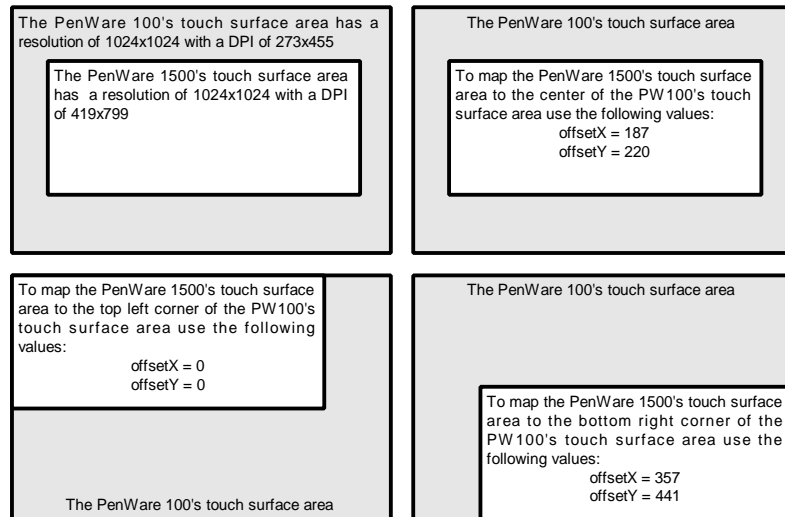 The PenWare 100's touch surface area has a
resolution of 1024x1024 with a DPI of 273x455
The PenWare 1500's touch surface area
has a resolution of 1024x1024 with a DPI
of 419x799
The PenWare 100's touch surface area
To map the PenWare 1500's touch surface
area to the center of the PW100's touch
surface area use the following values:
offsetX = 187
offsetY = 220
To map the PenWare 1500's touch surface
area to the top left corner of the PW100's
touch surface area use the following
values:
offsetX = 0
offsetY = 0
The PenWare 100's touch surface area
The PenWare 100's touch surface area
To map the PenWare 1500's touch surface
area to the bottom right corner of the
PW100's touch surface area use the
following values:
offsetX = 357
offsetY = 441